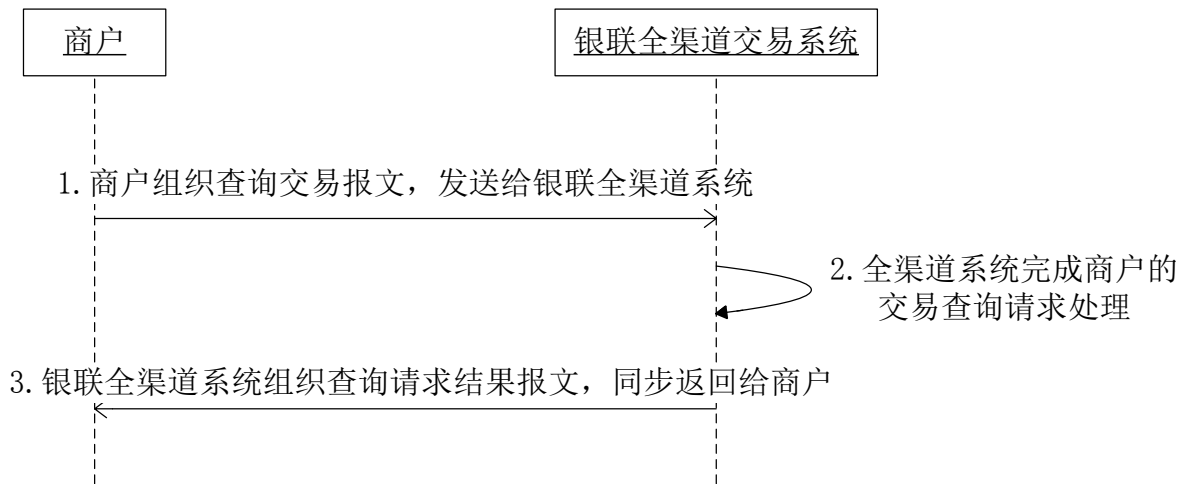 商户
银联全渠道交易系统
1.商户组织查询交易报文，发送给银联全渠道系统
2.全渠道系统完成商户的
交易查询请求处理
3.银联全渠道系统组织查询请求结果报文，同步返回给商户